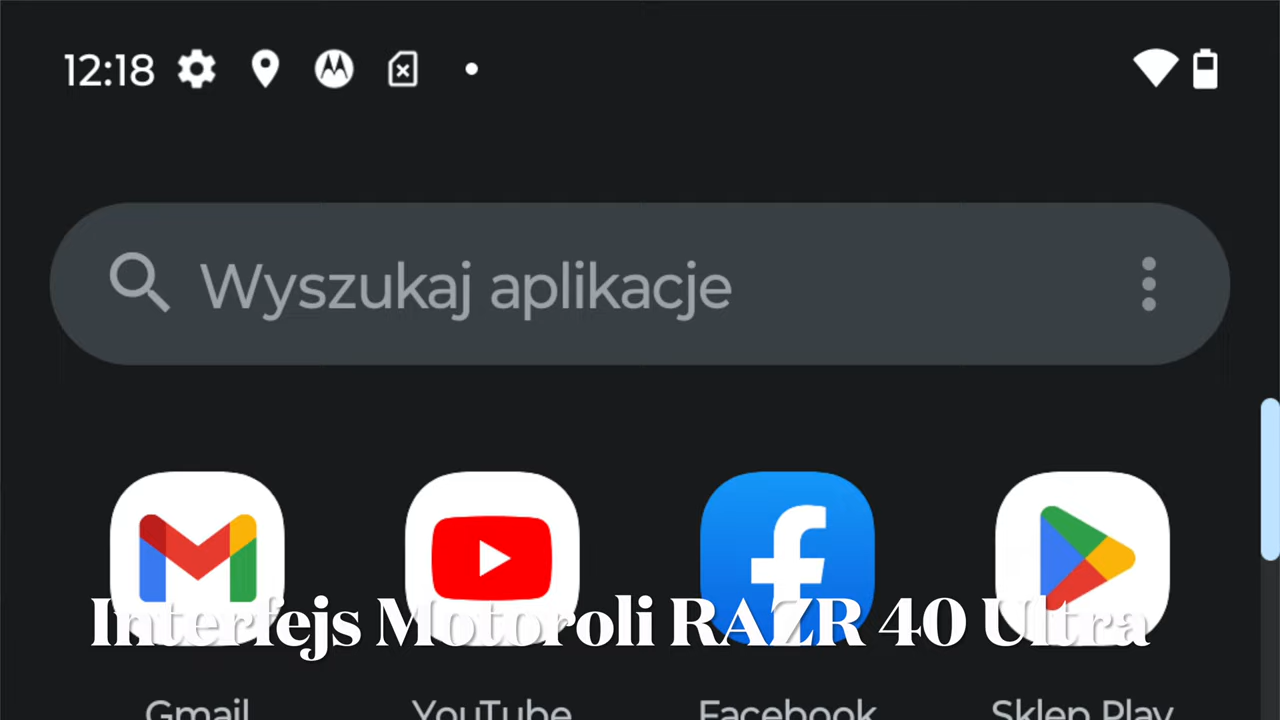 12:18
Wyszukaj aplikacje
Interfejs Motoroli RAZR 40 Ultra
Gmail YouTube Facebook Sklep Play